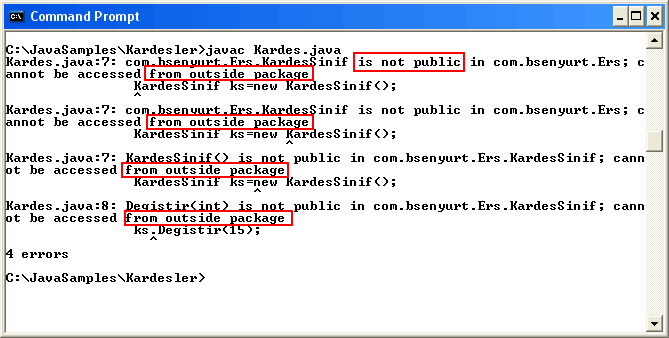 Command Prompt
C:\JavaSamples\Kardesler>javac Kardes.java
Kardes.java:7: com.bsenyurt.Ers.KardesSinif is not public in com.bsenyurt.Ers; c
annot be accessed from outside package
KardesSinif ks=new KardesSinif();
^
Kardes.java:7: com.bsenyurt.Ers.KardesSinif is not public in com.bsenyurt.Ers; c
annot be accessed from outside package
KardesSinif ks=new KardesSinif();
^
Kardes.java:7: KardesSinif() is not public in com.bsenyurt.Ers.KardesSinif; cann
ot be accessed from outside package
KardesSinif ks=new KardesSinif();
^
Kardes.java:8: Degistir(int) is not public in com.bsenyurt.Ers.KardesSinif; cann
ot be accessed from outside package
ks.Degistir(15);
^
4 errors
C:\JavaSamples\Kardesler>